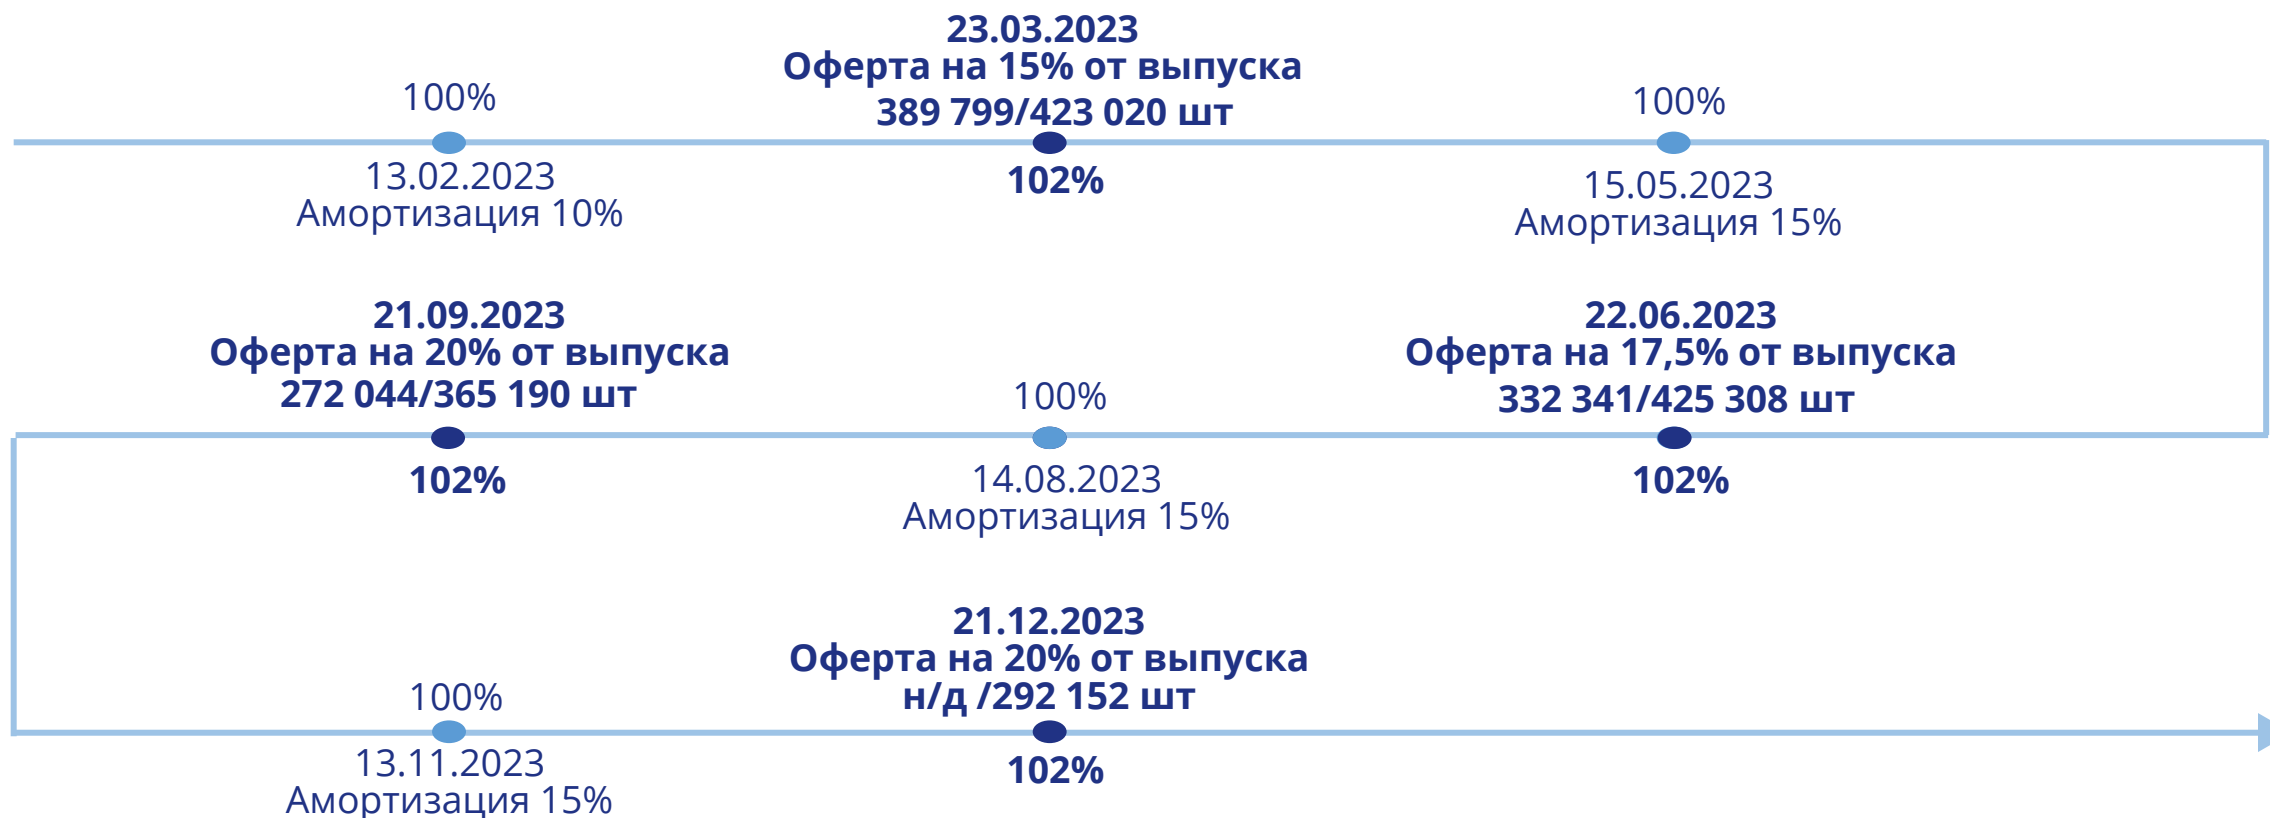 100%
13.02.2023
Амортизация 10%
23.03.2023
Оферта на 15% от выпуска
389 799/423 020 шт
102%
100%
15.05.2023
Амортизация 15%
22.06.2023
Оферта на 17,5% от выпуска
332 341/425 308 шт
102%
100%
14.08.2023
Амортизация 15%
21.09.2023
Оферта на 20% от выпуска
272 044/365 190 шт
102%
100%
13.11.2023
Амортизация 15%
21.12.2023
Оферта на 20% от выпуска
н/д /292 152 шт
102%